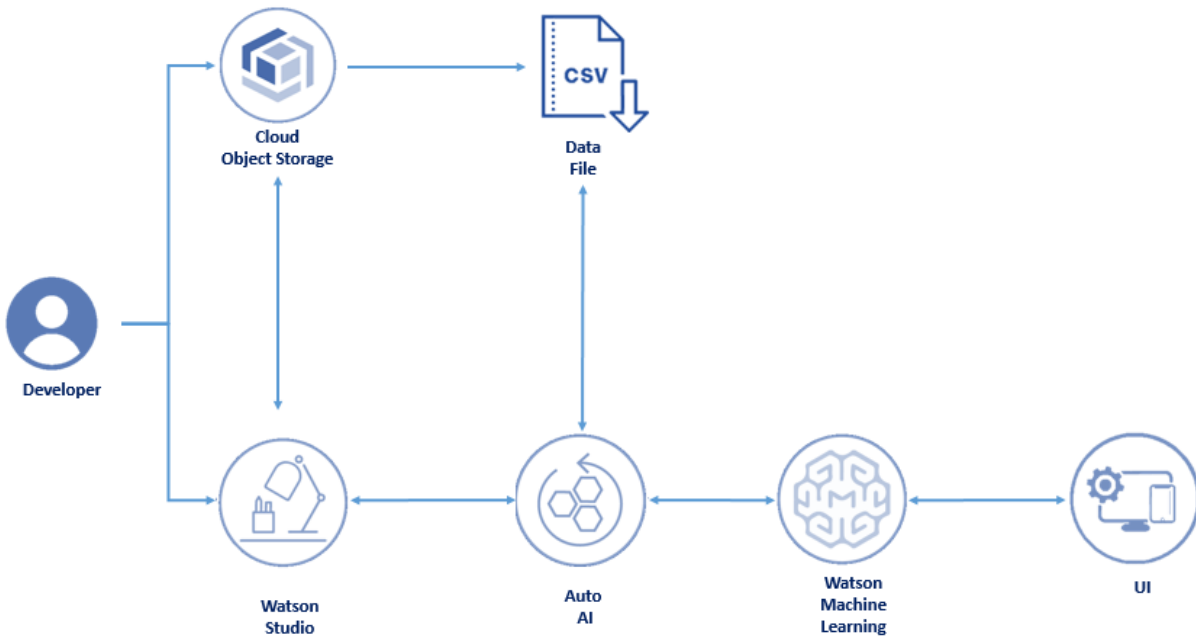 CSV
Cloud
Object Storage
Data
File
Developer
Watson
Studio
Auto
AI
Watson
Machine
Learning
UI